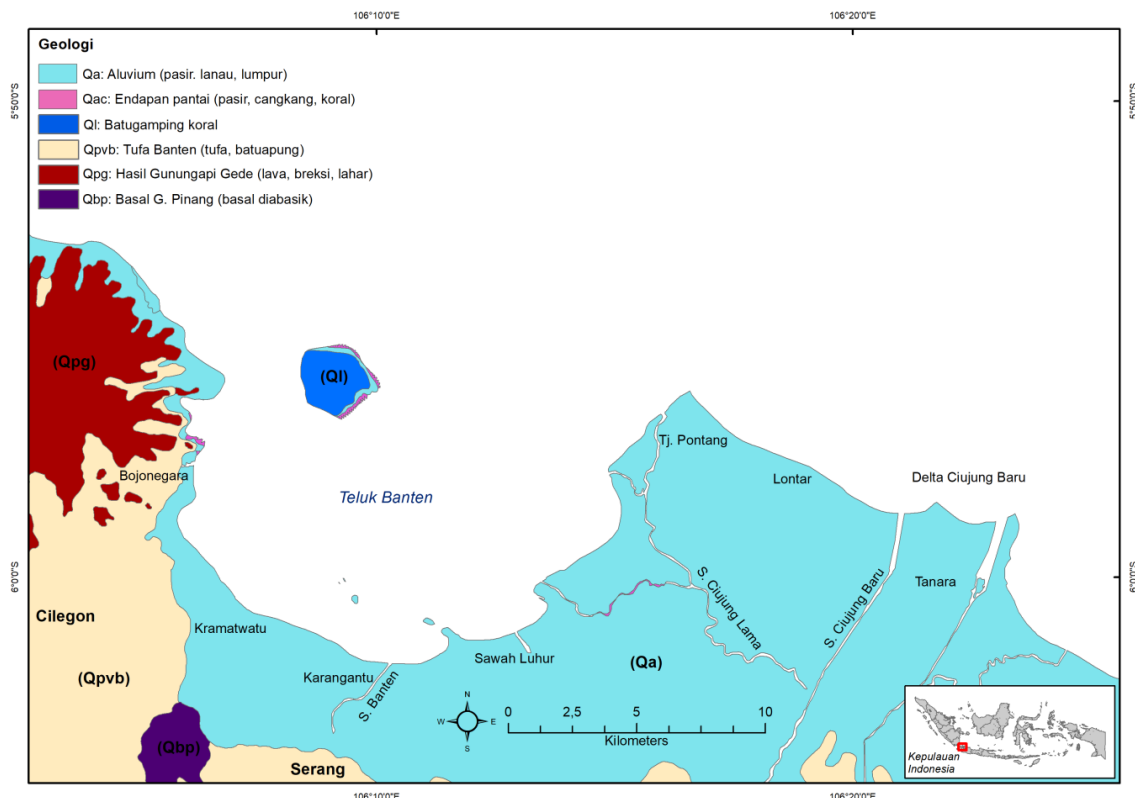 106°10'0"E
106°20'0"E
Geologi
Qa: Aluvium (pasir. lanau, lumpur)
Qac: Endapan pantai (pasir, cangkang, koral)
Ql: Batugamping koral
Qpvb: Tufa Banten (tufa, batuapung)
Qpg: Hasil Gunungapi Gede (lava, breksi, lahar)
Qbp: Basal G. Pinang (basal diabasik)
5°50'0"S
5°50'0"S
(Qpg)
(Ql)
Tj. Pontang
Bojonegara
Lontar
Delta Ciujung Baru
Teluk Banten
6°0'0"S
6°0'0"S
Cilegon
Kramatwatu
S. Ciujung Lama
S. Ciujung Baru
Tanara
Sawah Luhur
(Qa)
(Qpvb)
Karangantu
S. Banten
N
W
E
S
0
2,5
5
10
Kilometers
(Qbp)
Serang
Kepulauan
Indonesia
106°10'0"E
106°20'0"E